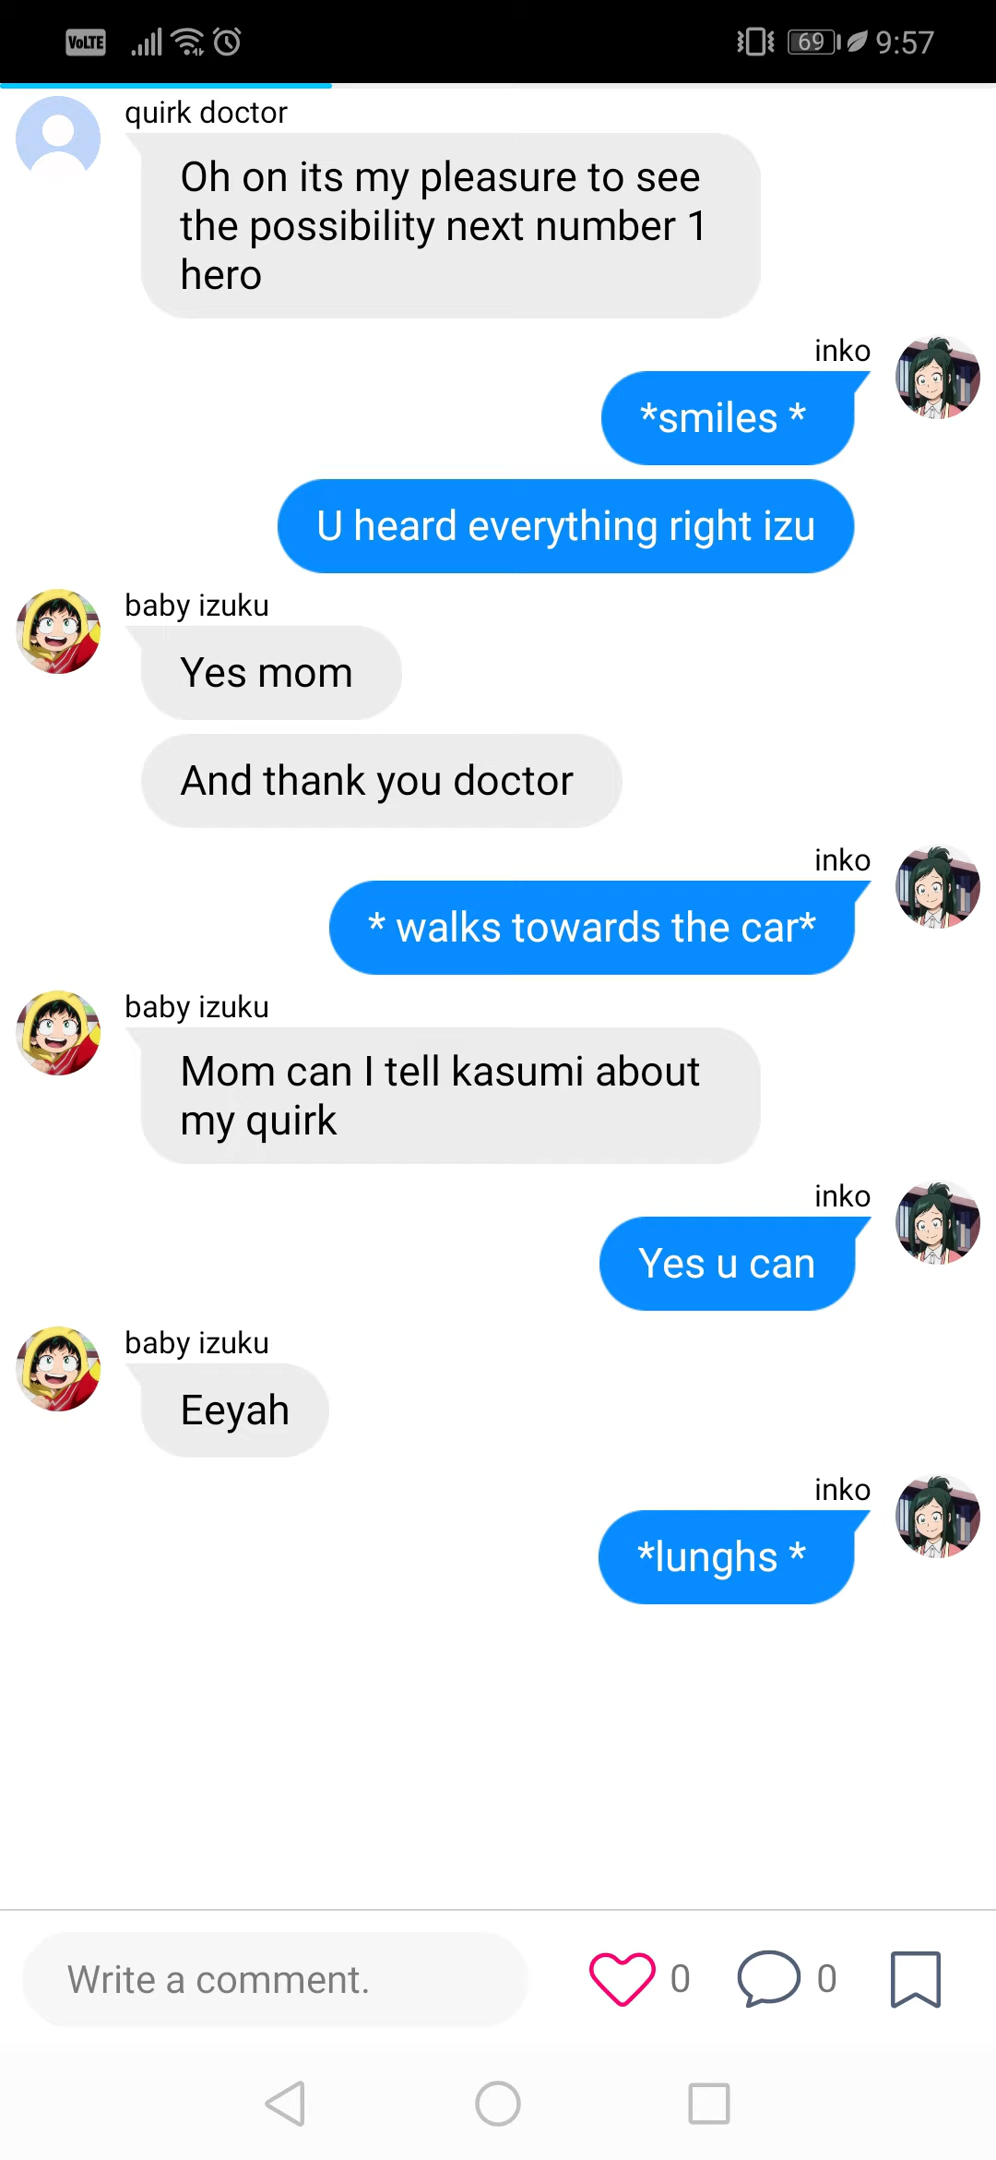 VoLTE 69 9:57
quirk doctor
Oh on its my pleasure to see
the possibility next number 1
hero
inko
*smiles *
U heard everything right izu
baby izuku
Yes mom
And thank you doctor
inko
* walks towards the car*
baby izuku
Mom can I tell kasumi about
my quirk
inko
Yes u can
baby izuku
Eeyah
inko
*lunghs *
Write a comment. 0 0